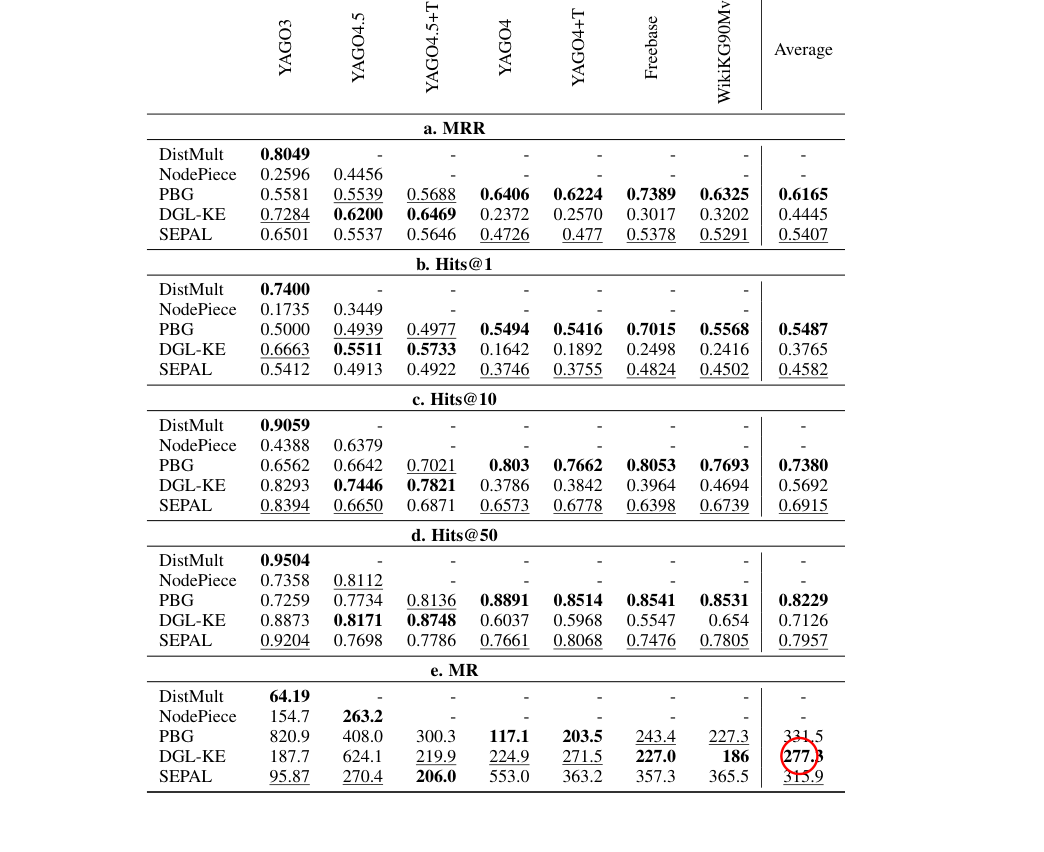 YAGO3 YAGO4.5 YAGO4.5+T YAGO4 YAGO4+T Freebase WikiKG90Mv Average
a. MRR
DistMult 0.8049 - - - - - - -
NodePiece 0.2596 0.4456 - - - - - -
PBG 0.5581 0.5539 0.5688 0.6406 0.6224 0.7389 0.6325 0.6165
DGL-KE 0.7284 0.6200 0.6469 0.2372 0.2570 0.3017 0.3202 0.4445
SEPAL 0.6501 0.5537 0.5646 0.4726 0.477 0.5378 0.5291 0.5407
b. Hits@1
DistMult 0.7400 - - - - - -
NodePiece 0.1735 0.3449 - - - - -
PBG 0.5000 0.4939 0.4977 0.5494 0.5416 0.7015 0.5568 0.5487
DGL-KE 0.6663 0.5511 0.5733 0.1642 0.1892 0.2498 0.2416 0.3765
SEPAL 0.5412 0.4913 0.4922 0.3746 0.3755 0.4824 0.4502 0.4582
c. Hits@10
DistMult 0.9059 - - - - - - -
NodePiece 0.4388 0.6379 - - - - - -
PBG 0.6562 0.6642 0.7021 0.803 0.7662 0.8053 0.7693 0.7380
DGL-KE 0.8293 0.7446 0.7821 0.3786 0.3842 0.3964 0.4694 0.5692
SEPAL 0.8394 0.6650 0.6871 0.6573 0.6778 0.6398 0.6739 0.6915
d. Hits@50
DistMult 0.9504 - - - - - - -
NodePiece 0.7358 0.8112 - - - - - -
PBG 0.7259 0.7734 0.8136 0.8891 0.8514 0.8541 0.8531 0.8229
DGL-KE 0.8873 0.8171 0.8748 0.6037 0.5968 0.5547 0.654 0.7126
SEPAL 0.9204 0.7698 0.7786 0.7661 0.8068 0.7476 0.7805 0.7957
e. MR
DistMult 64.19 - - - - - - -
NodePiece 154.7 263.2 - - - - - -
PBG 820.9 408.0 300.3 117.1 203.5 243.4 227.3 331.5
DGL-KE 187.7 624.1 219.9 224.9 271.5 227.0 186 277.3
SEPAL 95.87 270.4 206.0 553.0 363.2 357.3 365.5 315.9